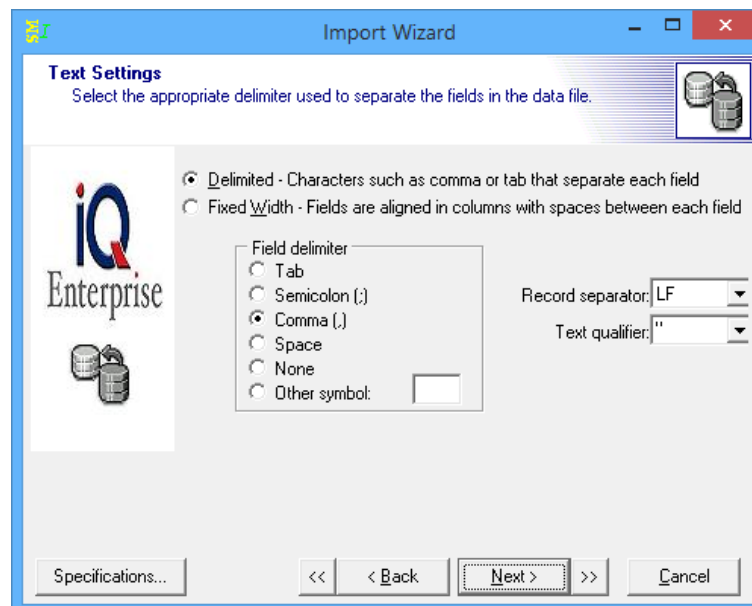 SMI
Import Wizard
Text Settings
Select the appropriate delimiter used to separate the fields in the data file.
iQ
Enterprise
Delimited - Characters such as comma or tab that separate each field
Fixed Width - Fields are aligned in columns with spaces between each field
Field delimiter
Tab
Semicolon (;)
Comma (,)
Space
None
Other symbol:
Record separator: LF
Text qualifier: "
Specifications...
<<
< Back
Next >
>>
Cancel